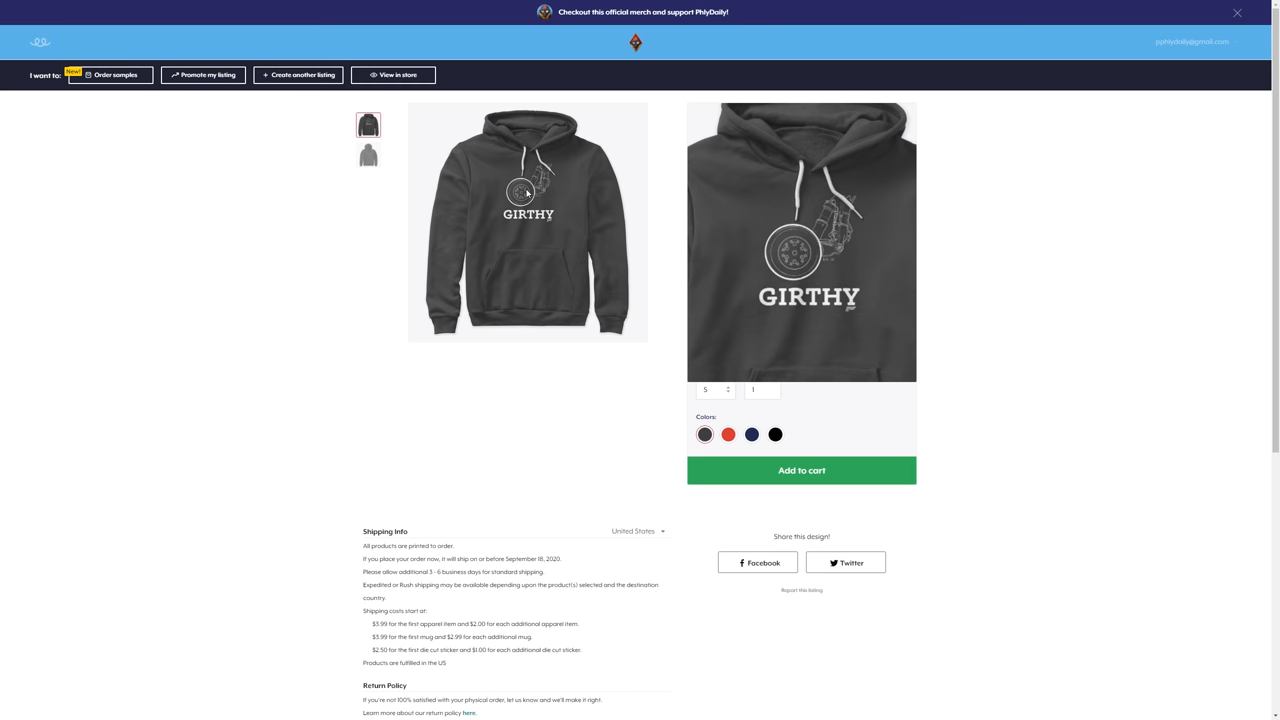 Checkout this official merch and support PhlyDaily!
pphlydaily@gmail.com
I want to:
New!
Order samples
Promote my listing
+ Create another listing
View in store
GIRTHY
GIRTHY
S
1
Colors:
Add to cart
Shipping Info
United States
All products are printed to order.
If you place your order now, it will ship on or before September 18, 2020.
Please allow additional 3 - 6 business days for standard shipping.
Expedited or Rush shipping may be available depending upon the product(s) selected and the destination
country.
Shipping costs start at:
$3.99 for the first apparel item and $2.00 for each additional apparel item.
$3.99 for the first mug and $2.99 for each additional mug.
$2.50 for the first die cut sticker and $1.00 for each additional die cut sticker.
Products are fulfilled in the US
Share this design!
Facebook
Twitter
Report this listing
Return Policy
If you're not 100% satisfied with your physical order, let us know and we'll make it right.
Learn more about our return policy here.